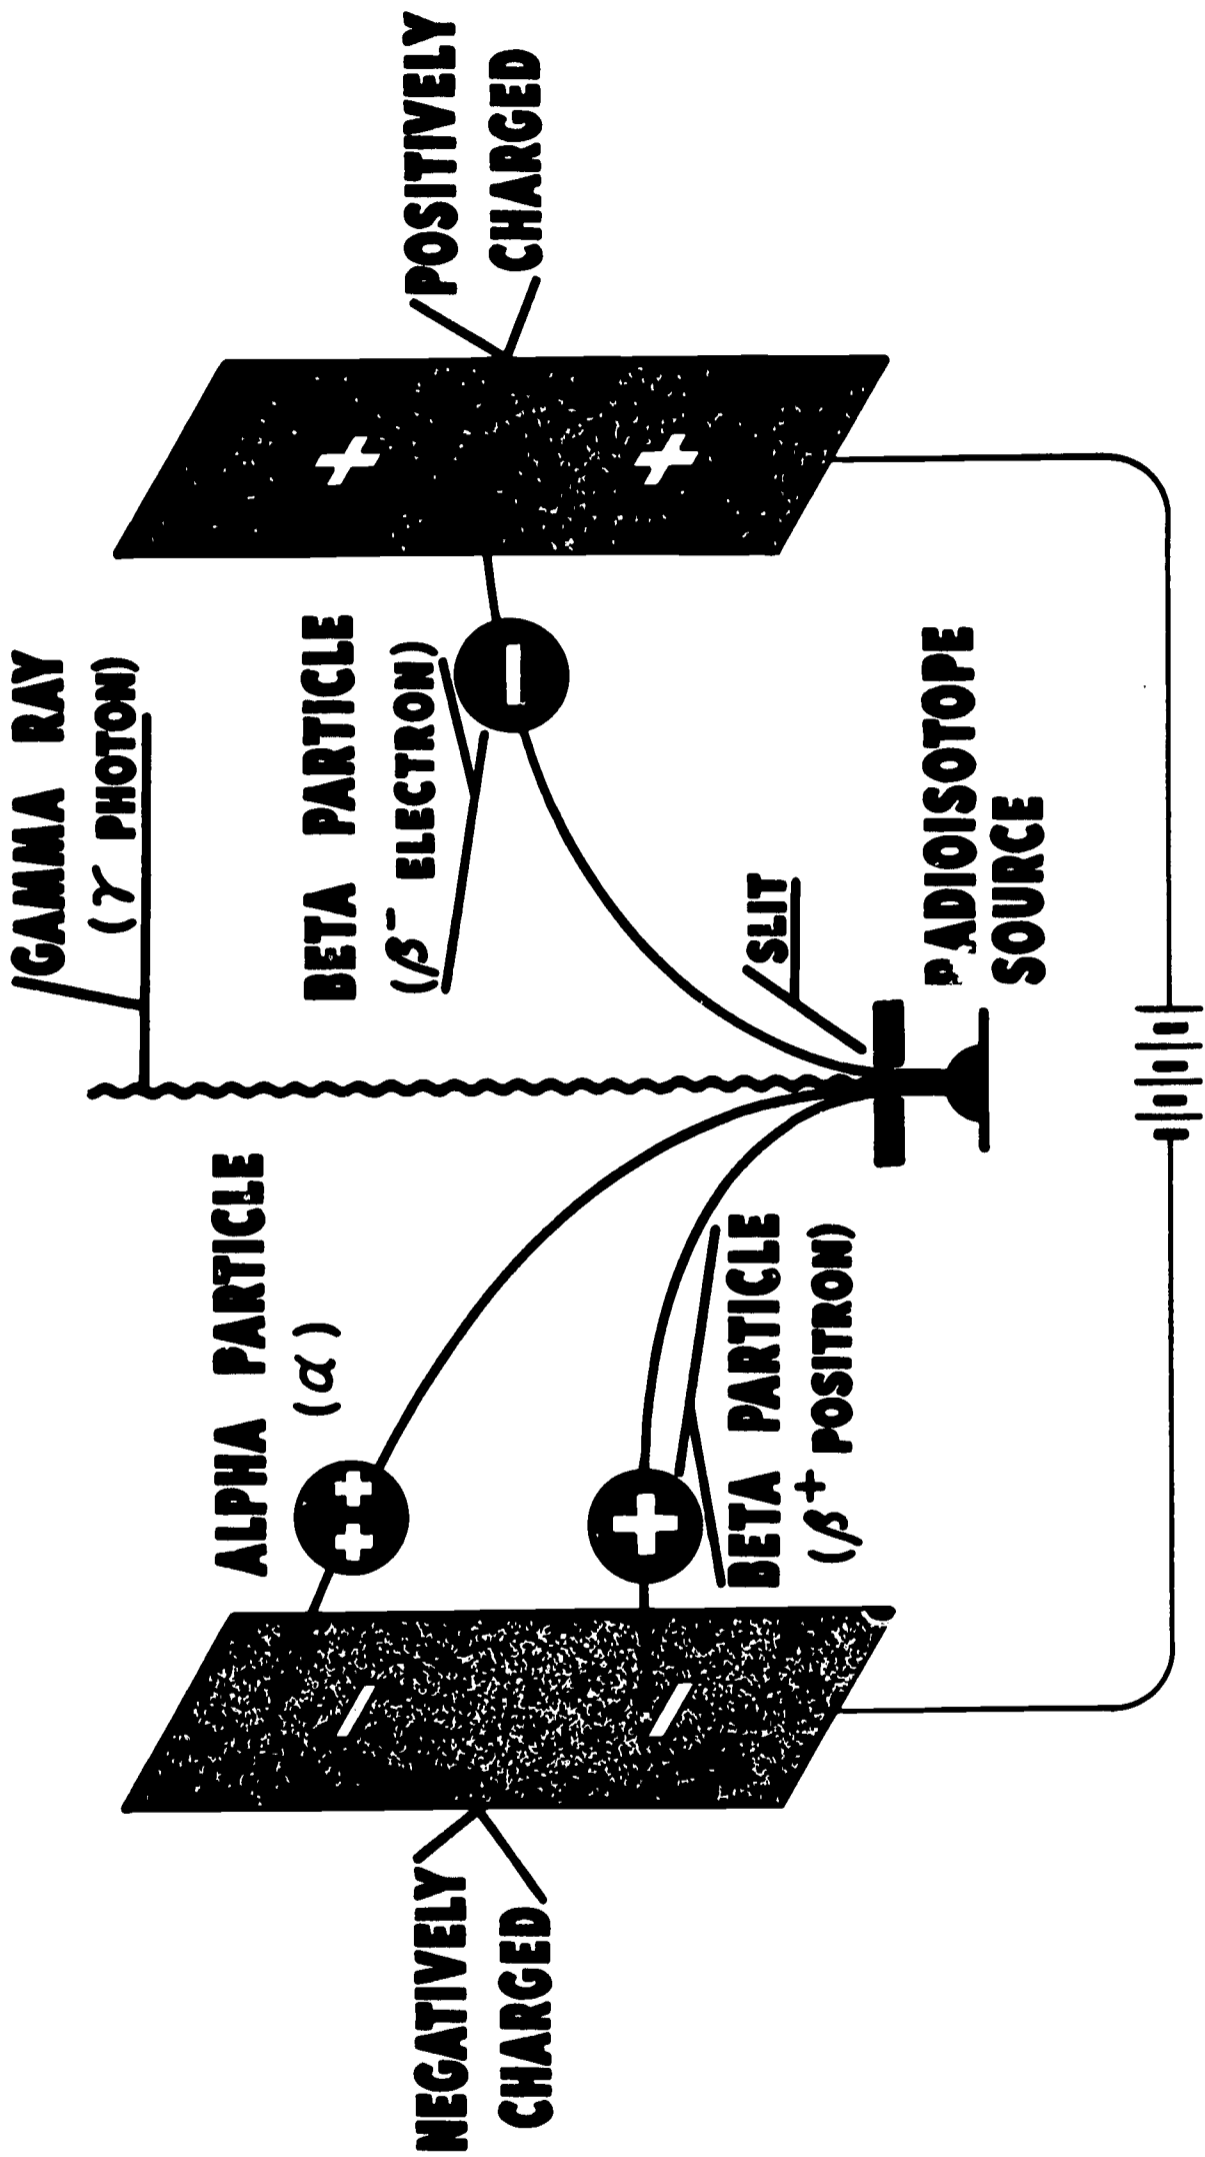 GAMMA RAY
(γ PHOTON)
ALPHA PARTICLE
(α)
BETA PARTICLE
(β⁻ ELECTRON)
NEGATIVELY
CHARGED
POSITIVELY
CHARGED
++
−
+
−
−
+
+
BETA PARTICLE
(β⁺ POSITRON)
SLIT
RADIOISOTOPE
SOURCE